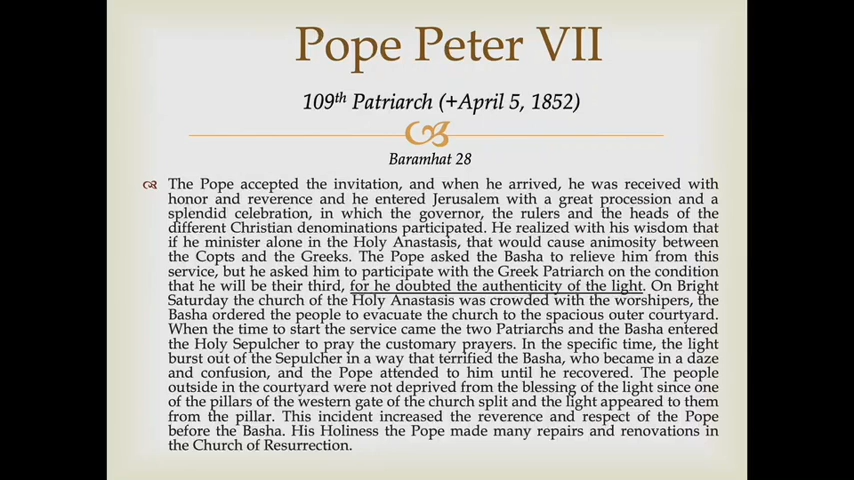 Pope Peter VII
109th Patriarch (+April 5, 1852)
Baramhat 28
The Pope accepted the invitation, and when he arrived, he was received with
honor and reverence and he entered Jerusalem with a great procession and a
splendid celebration, in which the governor, the rulers and the heads of the
different Christian denominations participated. He realized with his wisdom that
if he minister alone in the Holy Anastasis, that would cause animosity between
the Copts and the Greeks. The Pope asked the Basha to relieve him from this
service, but he asked him to participate with the Greek Patriarch on the condition
that he will be their third, for he doubted the authenticity of the light. On Bright
Saturday the church of the Holy Anastasis was crowded with the worshipers, the
Basha ordered the people to evacuate the church to the spacious outer courtyard.
When the time to start the service came the two Patriarchs and the Basha entered
the Holy Sepulcher to pray the customary prayers. In the specific time, the light
burst out of the Sepulcher in a way that terrified the Basha, who became in a daze
and confusion, and the Pope attended to him until he recovered. The people
outside in the courtyard were not deprived from the blessing of the light since one
of the pillars of the western gate of the church split and the light appeared to them
from the pillar. This incident increased the reverence and respect of the Pope
before the Basha. His Holiness the Pope made many repairs and renovations in
the Church of Resurrection.